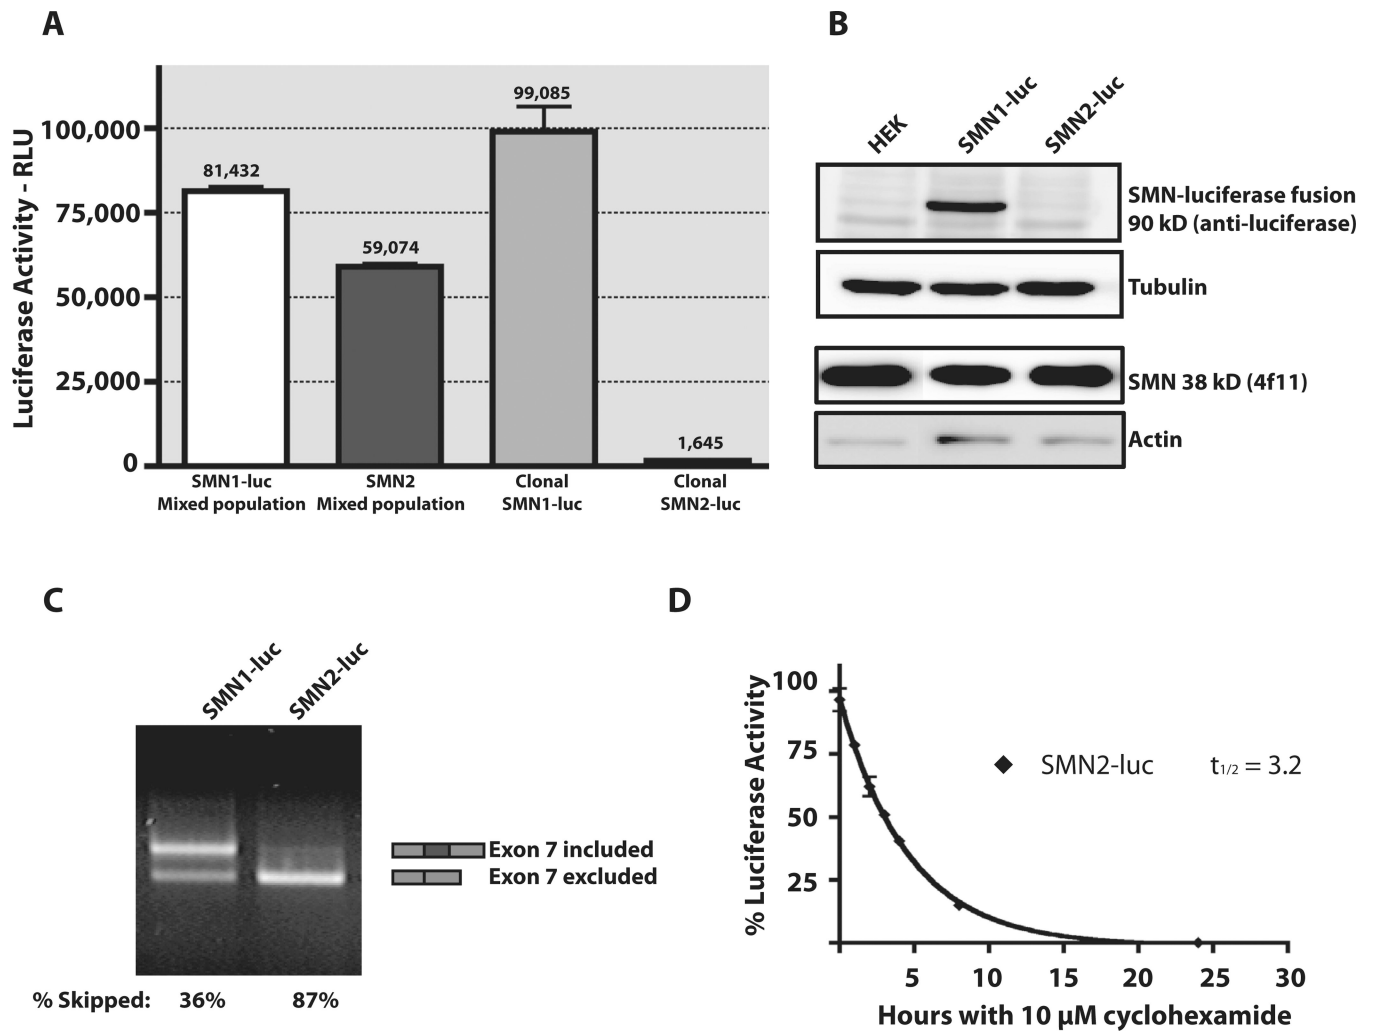 A
Luciferase Activity - RLU
100,000
75,000
50,000
25,000
0
81,432
59,074
99,085
1,645
SMN1-luc
Mixed population
SMN2
Mixed population
Clonal
SMN1-luc
Clonal
SMN2-luc
B
HEK
SMN1-luc
SMN2-luc
SMN-luciferase fusion
90 kD (anti-luciferase)
Tubulin
SMN 38 kD (4f11)
Actin
C
SMN1-luc
SMN2-luc
Exon 7 included
Exon 7 excluded
% Skipped: 36% 87%
D
% Luciferase Activity
100
75
50
25
SMN2-luc t1/2 = 3.2
5 10 15 20 25 30
Hours with 10 µM cyclohexamide